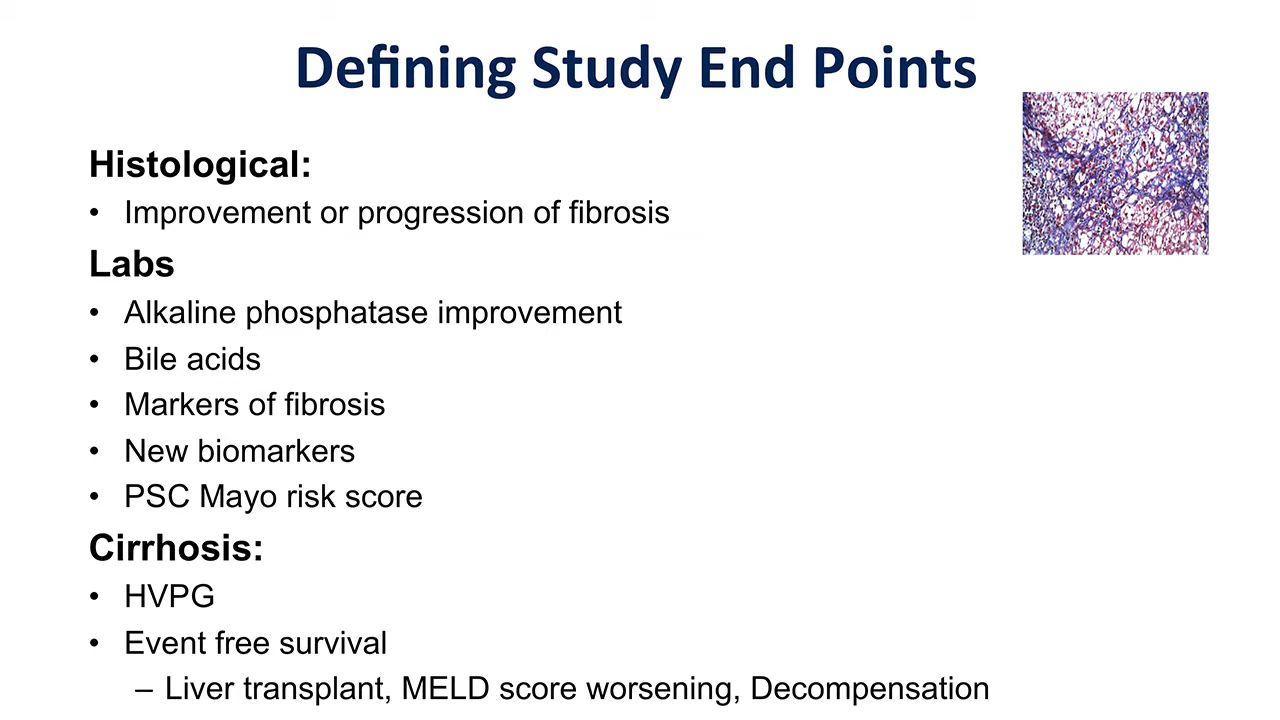 Defining Study End Points
Histological:
• Improvement or progression of fibrosis
Labs
• Alkaline phosphatase improvement
• Bile acids
• Markers of fibrosis
• New biomarkers
• PSC Mayo risk score
Cirrhosis:
• HVPG
• Event free survival
– Liver transplant, MELD score worsening, Decompensation